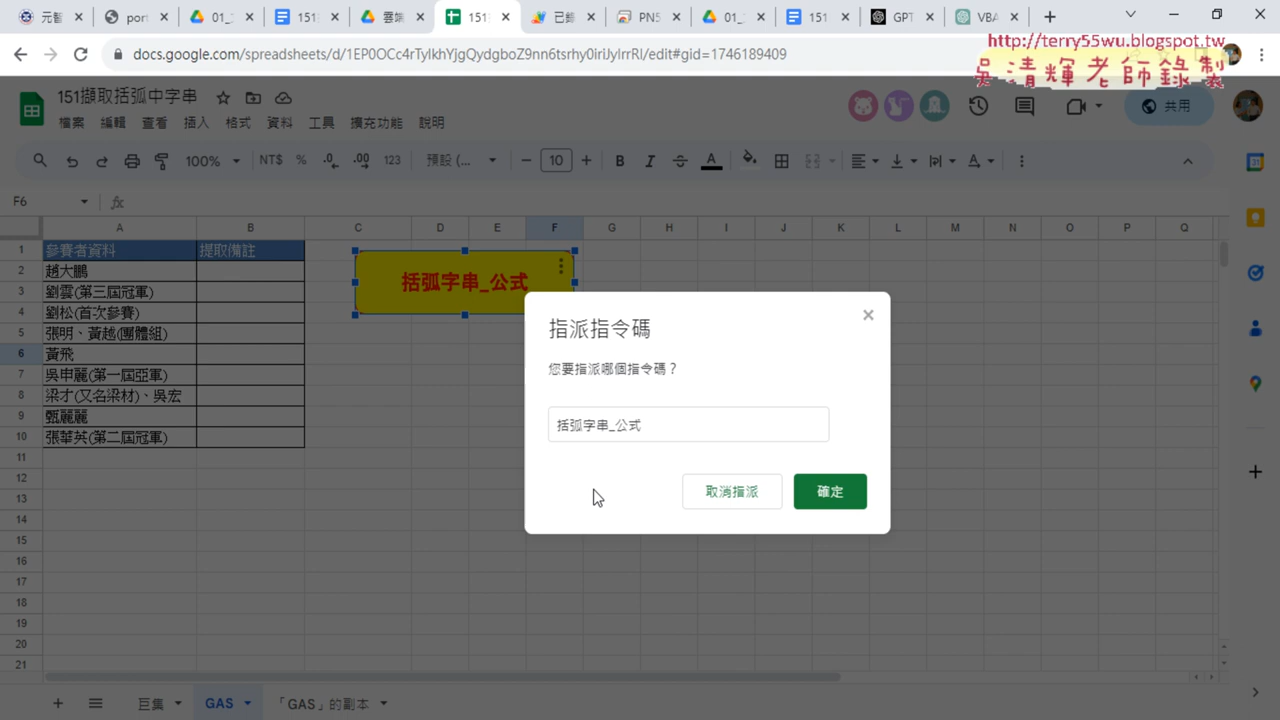 元智
port
01_
151
雲端
151
已鎖
PN5
01_
151
GPT
VBA
docs.google.com/spreadsheets/d/1EP0OCc4rTylkhYjgQydgboZ9nn6tsrhy0iriJyIrrRI/edit#gid=1746189409
http://terry55wu.blogspot.tw
吳清輝老師錄製
151擷取括弧中字串
共用
檔案 編輯 查看 插入 格式 資料 工具 擴充功能 說明
100% NT$ % .0 .00 123 預設 (... 10 B I A
F6 fx
A B C D E F G H I J K L M N O P Q
1 參賽者資料 提取備註
2 趙大鵬
3 劉雲(第三屆冠軍)
4 劉松(首次參賽)
5 張明、黃越(團體組)
6 黃飛
7 吳申麗(第一屆亞軍)
8 梁才(又名梁材)、吳宏
9 甄麗麗
10 張華英(第二屆冠軍)
11
12
13
14
15
16
17
18
19
20
21
括弧字串_公式
指派指令碼
您要指派哪個指令碼？
括弧字串_公式
取消指派 確定
巨集 GAS 「GAS」的副本